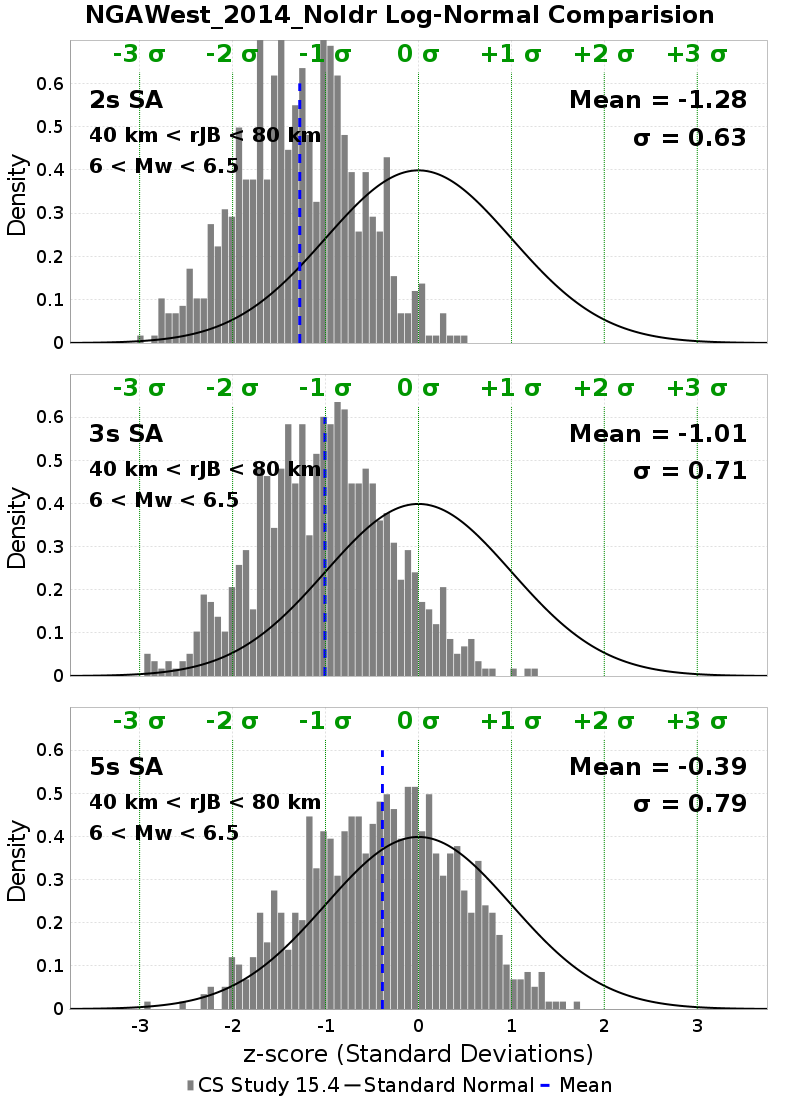 NGAWest_2014_NoIdr Log-Normal Comparision
-3 σ -2 σ -1 σ 0 σ +1 σ +2 σ +3 σ
0.6
2s SA Mean = -1.28
0.5
40 km < rJB < 80 km σ = 0.63
6 < Mw < 6.5
0.4
0.3
0.2
0.1
0
Density
-3 σ -2 σ -1 σ 0 σ +1 σ +2 σ +3 σ
0.6
3s SA Mean = -1.01
0.5
40 km < rJB < 80 km σ = 0.71
6 < Mw < 6.5
0.4
0.3
0.2
0.1
0
Density
-3 σ -2 σ -1 σ 0 σ +1 σ +2 σ +3 σ
0.6
5s SA Mean = -0.39
0.5
40 km < rJB < 80 km σ = 0.79
6 < Mw < 6.5
0.4
0.3
0.2
0.1
0
Density
-3 -2 -1 0 1 2 3
z-score (Standard Deviations)
CS Study 15.4 Standard Normal Mean